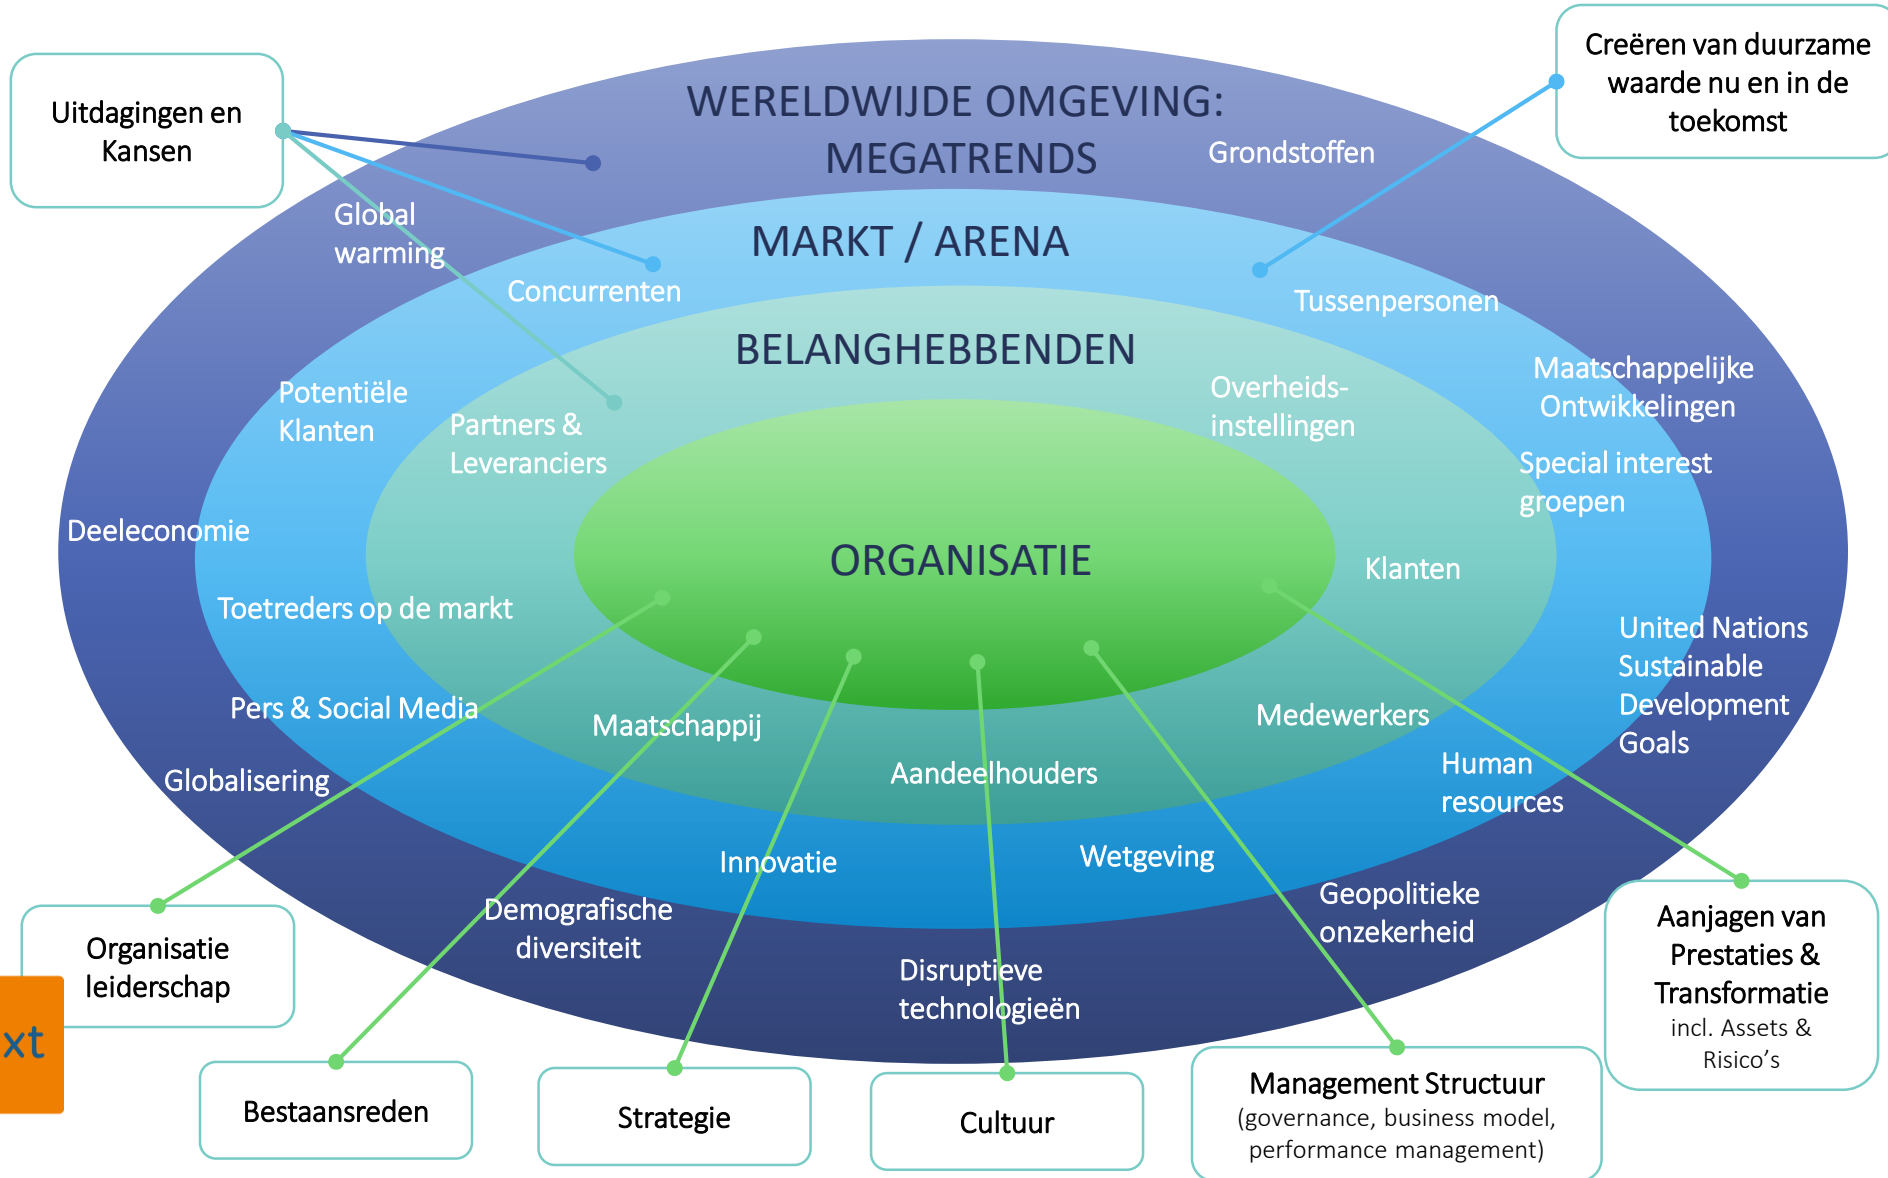 Creëren van duurzame
waarde nu en in de
toekomst
Uitdagingen en
Kansen
WERELDWIJDE OMGEVING:
MEGATRENDS
Grondstoffen
Global
warming
MARKT / ARENA
Concurrenten
Tussenpersonen
BELANGHEBBENDEN
Maatschappelijke
Ontwikkelingen
Potentiële
Klanten
Overheids-
instellingen
Partners &
Leveranciers
Special interest
groepen
Deeleconomie
ORGANISATIE
Klanten
Toetreders op de markt
United Nations
Sustainable
Development
Goals
Pers & Social Media
Maatschappij
Medewerkers
Globalisering
Aandeelhouders
Human
resources
Innovatie
Wetgeving
Demografische
diversiteit
Geopolitieke
onzekerheid
Disruptieve
technologieën
Organisatie
leiderschap
Aanjagen van
Prestaties &
Transformatie
incl. Assets &
Risico's
xt
Bestaansreden
Strategie
Cultuur
Management Structuur
(governance, business model,
performance management)